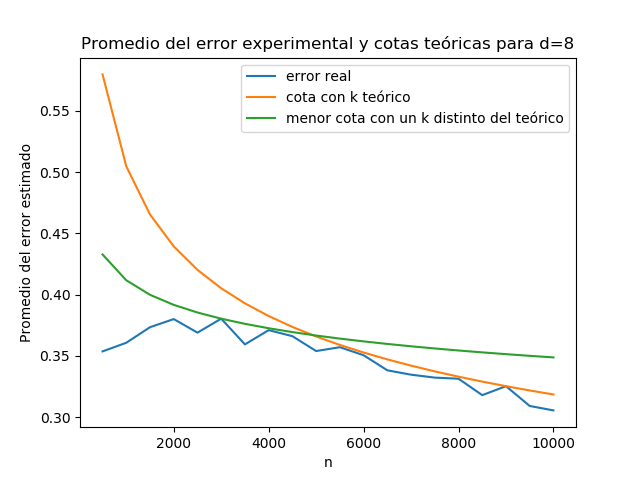 Promedio del error experimental y cotas teóricas para d=8
error real
cota con k teórico
menor cota con un k distinto del teórico
Promedio del error estimado
0.55
0.50
0.45
0.40
0.35
0.30
2000
4000
6000
8000
10000
n